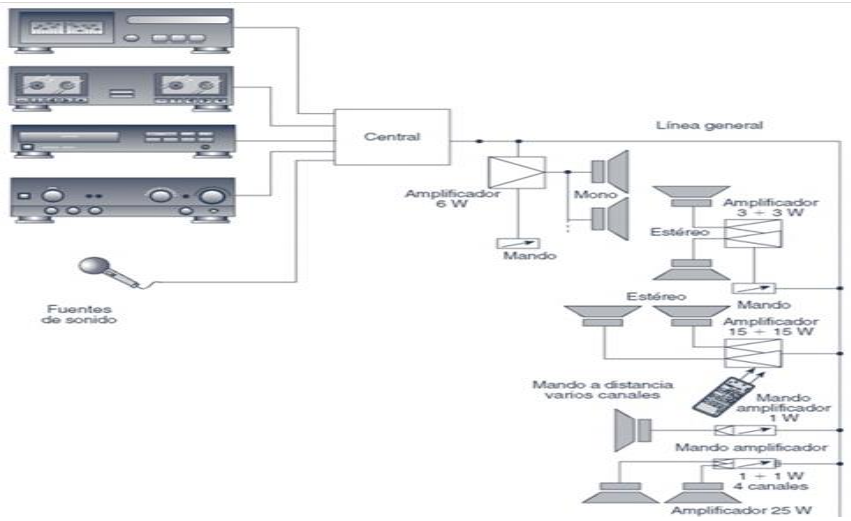 Central
Línea general
Amplificador
6 W
Mono
Mando
Amplificador
3 + 3 W
Estéreo
Mando
Estéreo
Amplificador
15 + 15 W
Fuentes
de sonido
Mando a distancia
varios canales
Mando
amplificador
1 W
Mando amplificador
1 + 1 W
4 canales
Amplificador 25 W